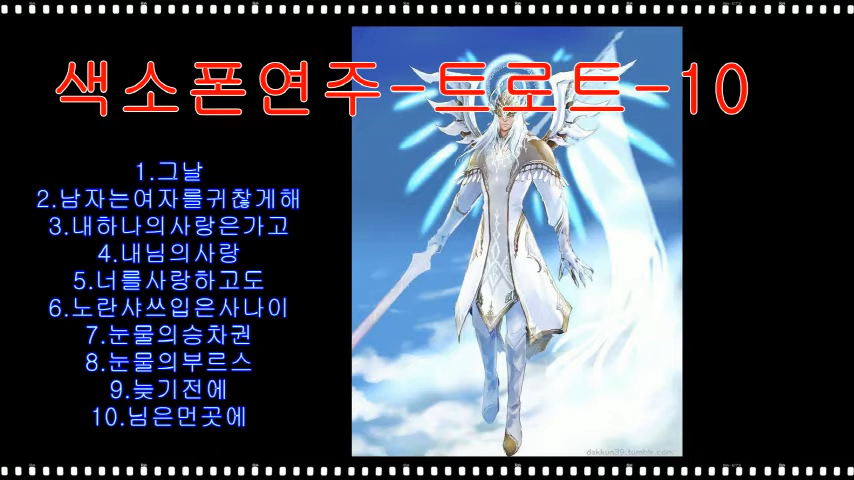 색소폰연주-트로트-10
1.그날
2.남자는여자를귀찮게해
3.내하나의사랑은가고
4.내님의사랑
5.너를사랑하고도
6.노란샤쓰입은사나이
7.눈물의승차권
8.눈물의부르스
9.늦기전에
10.님은먼곳에
dakkun39.tumblr.com